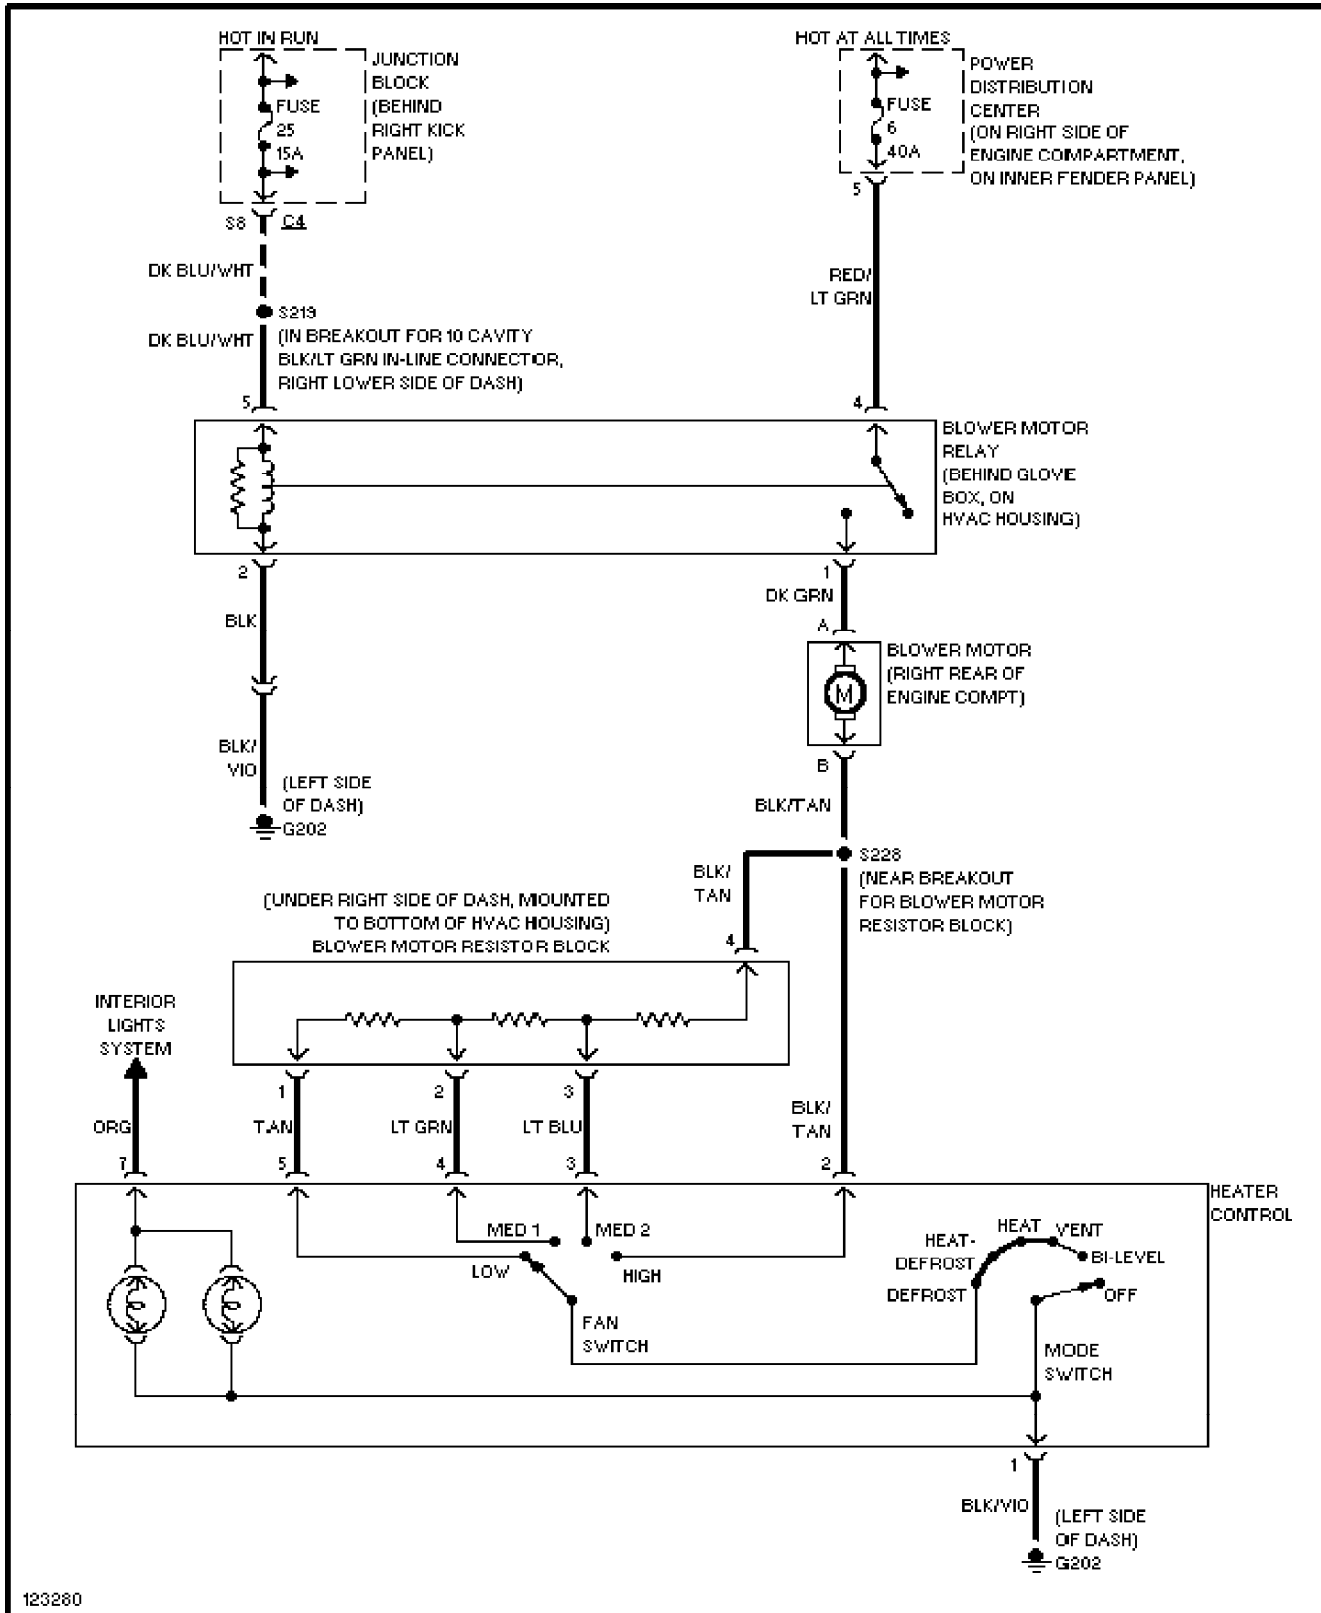 HOT IN RUN
JUNCTION
BLOCK
(BEHIND
RIGHT KICK
PANEL)
FUSE
25
15A
S8
C4
HOT AT ALL TIMES
POWER
DISTRIBUTION
CENTER
(ON RIGHT SIDE OF
ENGINE COMPARTMENT,
ON INNER FENDER PANEL)
FUSE
6
40A
5
DK BLU/WHT
S219
(IN BREAKOUT FOR 10 CAVITY
BLK/LT GRN IN-LINE CONNECTOR,
RIGHT LOWER SIDE OF DASH)
DK BLU/WHT
5
RED/
LT GRN
4
BLOWER MOTOR
RELAY
(BEHIND GLOVE
BOX, ON
HVAC HOUSING)
2
BLK
BLK/
VIO
(LEFT SIDE
OF DASH)
G202
1
DK GRN
A
BLOWER MOTOR
(RIGHT REAR OF
ENGINE COMPT)
M
B
BLK/TAN
S228
(NEAR BREAKOUT
FOR BLOWER MOTOR
RESISTOR BLOCK)
BLK/
TAN
4
(UNDER RIGHT SIDE OF DASH, MOUNTED
TO BOTTOM OF HVAC HOUSING)
BLOWER MOTOR RESISTOR BLOCK
INTERIOR
LIGHTS
SYSTEM
ORG
7
1
TAN
5
2
LT GRN
4
3
LT BLU
3
BLK/
TAN
2
HEATER
CONTROL
MED 1
MED 2
LOW
HIGH
FAN
SWITCH
HEAT
VENT
HEAT-
DEFROST
BI-LEVEL
DEFROST
OFF
MODE
SWITCH
1
BLK/VIO
(LEFT SIDE
OF DASH)
G202
123280